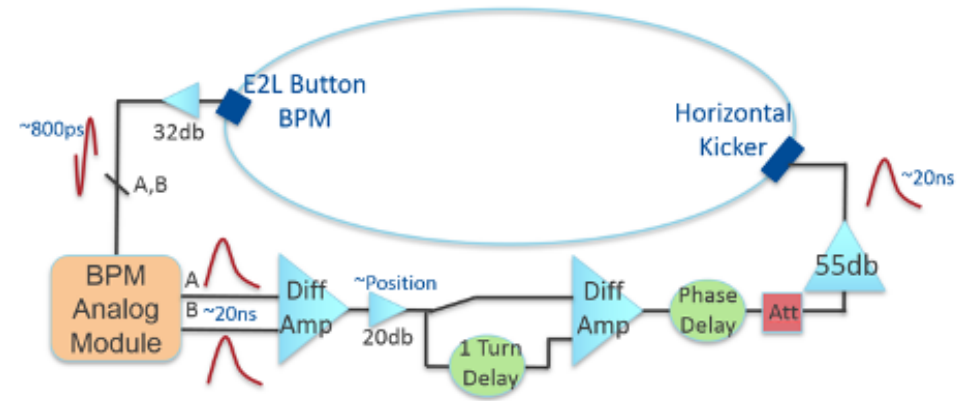 E2L Button
BPM
Horizontal
Kicker
32db
~800ps
A,B
~20ns
BPM
Analog
Module
A
B
~20ns
Diff
Amp
~Position
20db
1 Turn
Delay
Diff
Amp
Phase
Delay
Att
55db